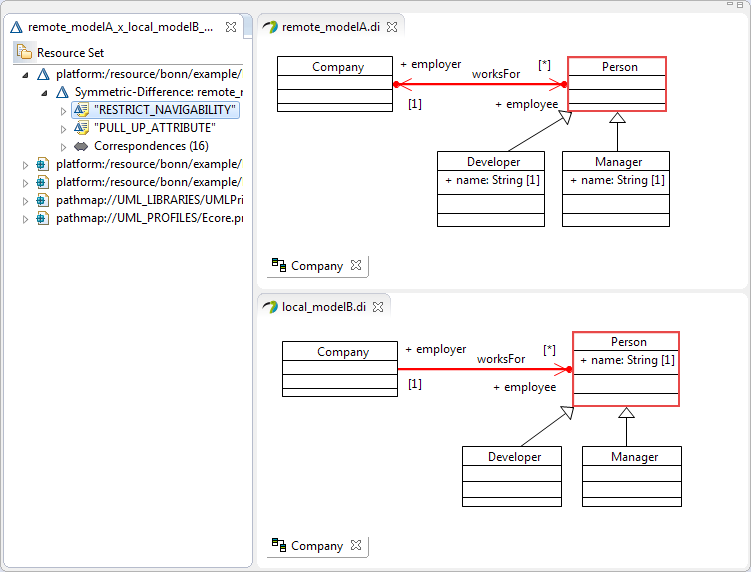 remote_modelA_x_local_modelB_...
Resource Set
platform:/resource/bonn/example/
Symmetric-Difference: remote_r
"RESTRICT_NAVIGABILITY"
"PULL_UP_ATTRIBUTE"
Correspondences (16)
platform:/resource/bonn/example/
platform:/resource/bonn/example/
pathmap://UML_LIBRARIES/UMLPri
pathmap://UML_PROFILES/Ecore.pr
remote_modelA.di
Company
+ employer
worksFor
[*]
Person
[1]
+ employee
Developer
+ name: String [1]
Manager
+ name: String [1]
Company
local_modelB.di
Company
+ employer
worksFor
[*]
Person
+ name: String [1]
[1]
+ employee
Developer
Manager
Company